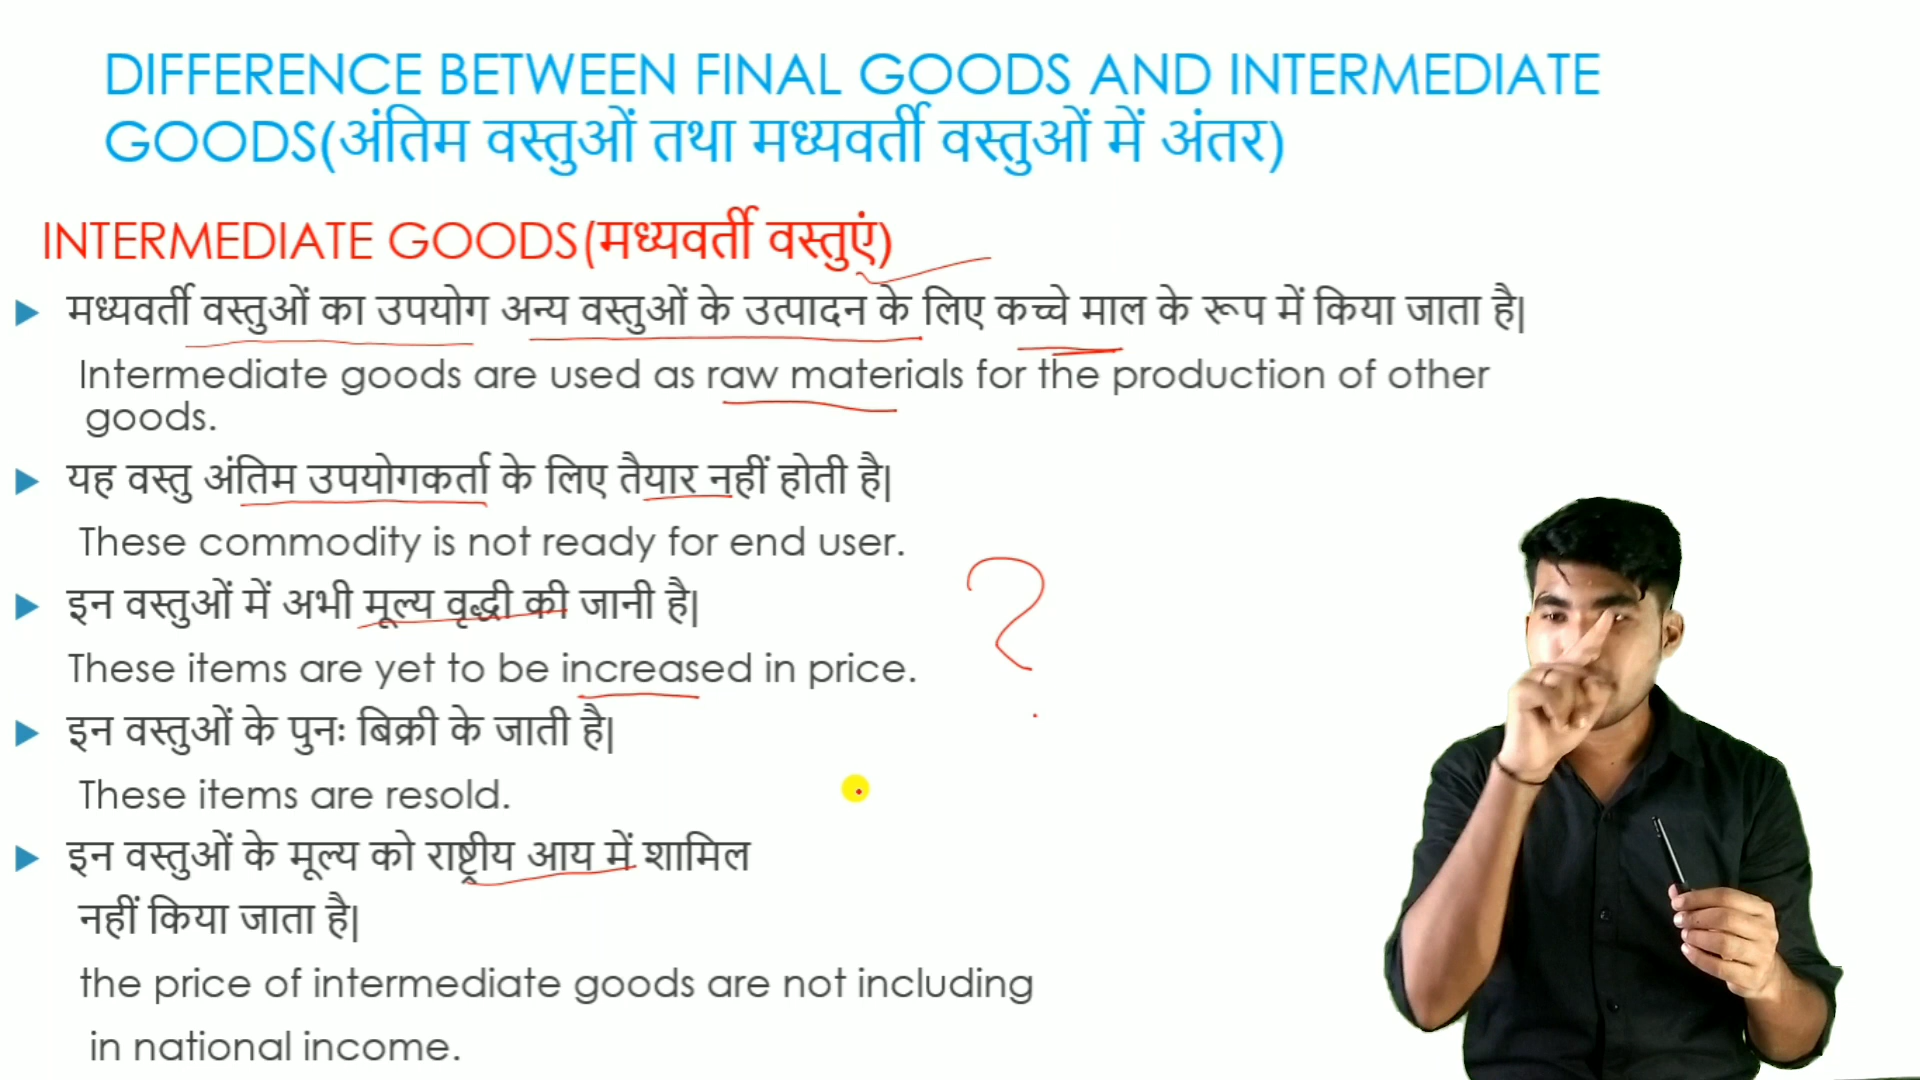 DIFFERENCE BETWEEN FINAL GOODS AND INTERMEDIATE
GOODS(अंतिम वस्तुओं तथा मध्यवर्ती वस्तुओं में अंतर)
INTERMEDIATE GOODS(मध्यवर्ती वस्तुएं)
मध्यवर्ती वस्तुओं का उपयोग अन्य वस्तुओं के उत्पादन के लिए कच्चे माल के रूप में किया जाता है|
Intermediate goods are used as raw materials for the production of other
goods.
यह वस्तु अंतिम उपयोगकर्ता के लिए तैयार नहीं होती है|
These commodity is not ready for end user.
इन वस्तुओं में अभी मूल्य वृद्धी की जानी है|
These items are yet to be increased in price.
इन वस्तुओं के पुनः बिक्री के जाती है|
These items are resold.
इन वस्तुओं के मूल्य को राष्ट्रीय आय में शामिल
नहीं किया जाता है|
the price of intermediate goods are not including
in national income.
?